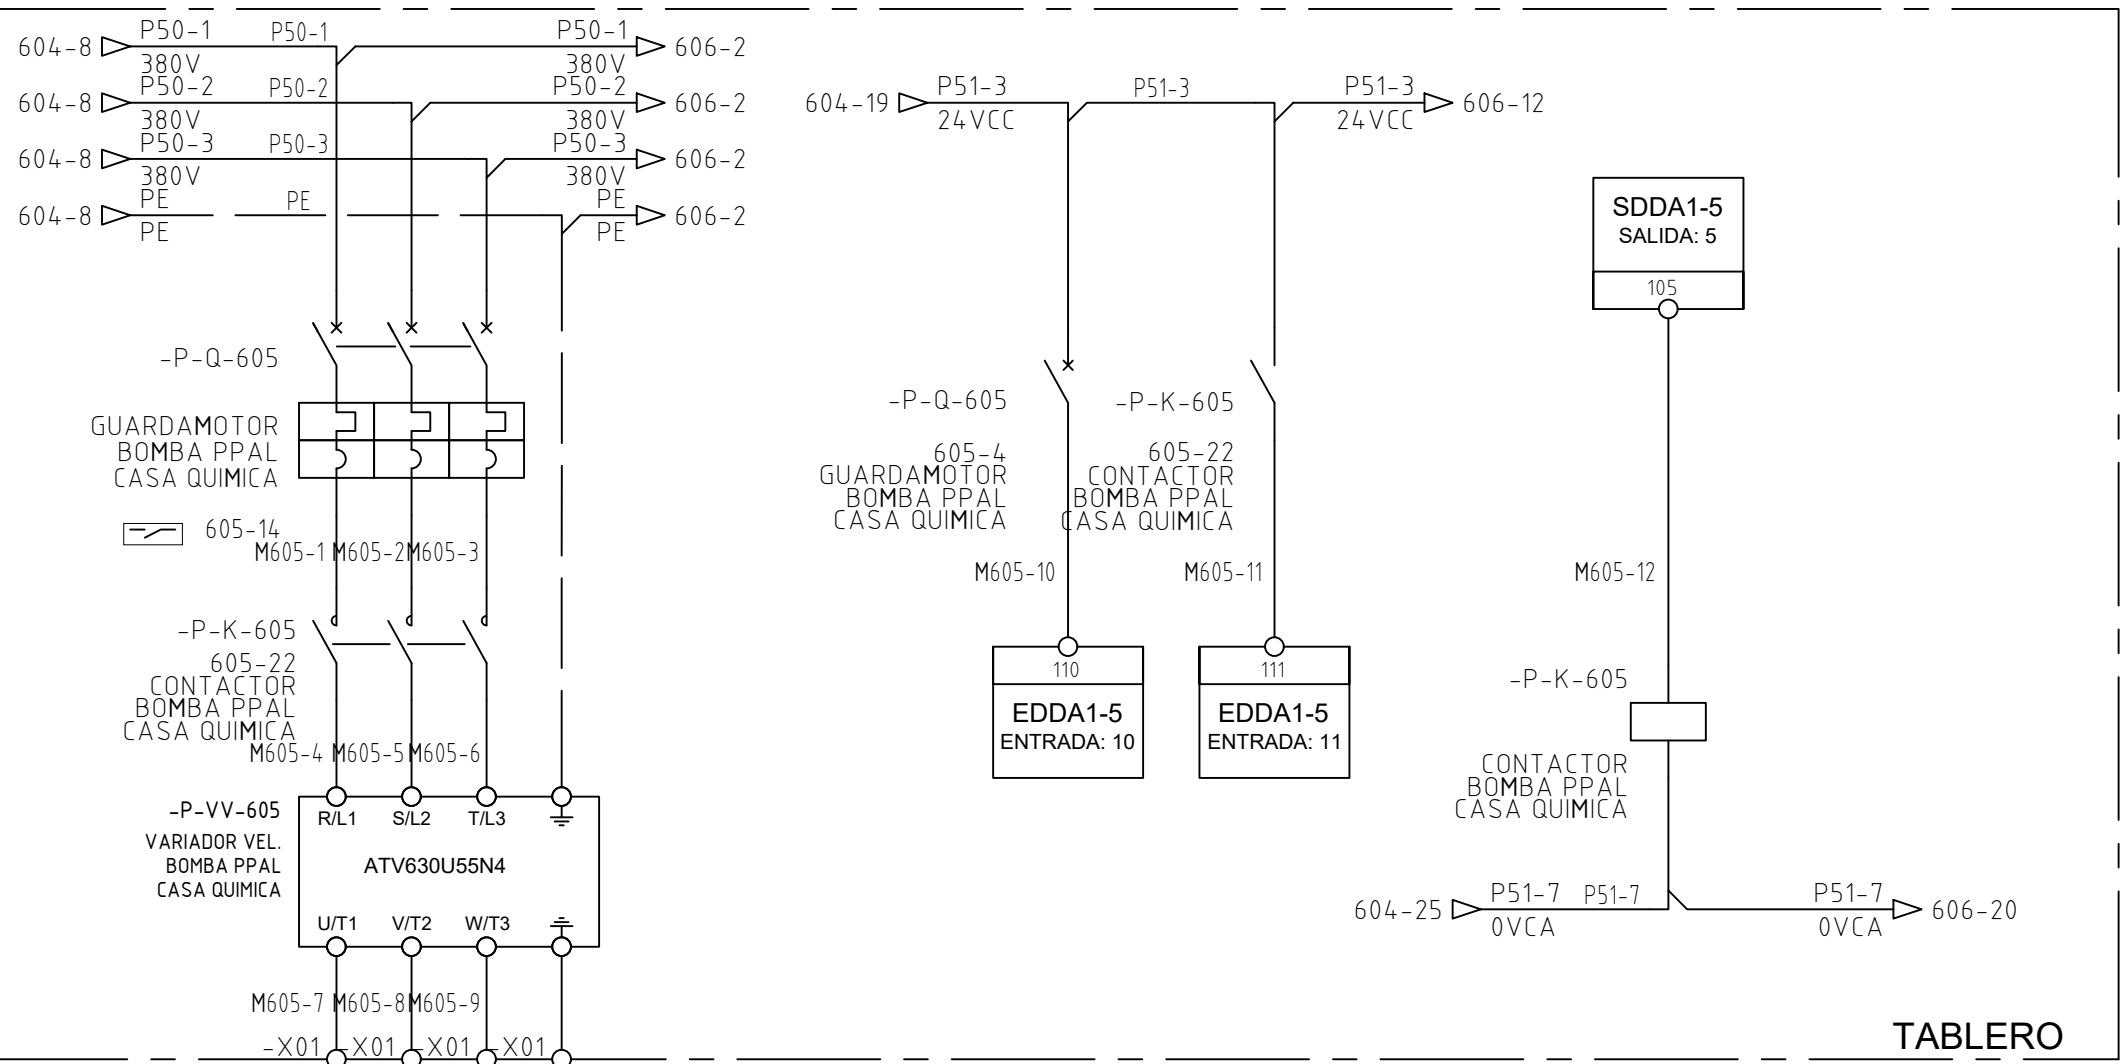 604-8
P50-1
380V
P50-1
P50-1
380V
606-2
604-8
P50-2
380V
P50-2
P50-2
380V
606-2
604-8
P50-3
380V
P50-3
P50-3
380V
606-2
604-8
PE
PE
PE
PE
PE
606-2
-P-Q-605
GUARDAMOTOR
BOMBA PPAL
CASA QUIMICA
605-14
M605-1
M605-2
M605-3
-P-K-605
605-22
CONTACTOR
BOMBA PPAL
CASA QUIMICA
M605-4
M605-5
M605-6
-P-VV-605
VARIADOR VEL.
BOMBA PPAL
CASA QUIMICA
R/L1
S/L2
T/L3
ATV630U55N4
U/T1
V/T2
W/T3
M605-7
M605-8
M605-9
-X01
-X01
-X01
-X01
604-19
P51-3
24VCC
P51-3
P51-3
24VCC
606-12
-P-Q-605
605-4
GUARDAMOTOR
BOMBA PPAL
CASA QUIMICA
M605-10
110
EDDA1-5
ENTRADA: 10
-P-K-605
605-22
CONTACTOR
BOMBA PPAL
CASA QUIMICA
M605-11
111
EDDA1-5
ENTRADA: 11
SDDA1-5
SALIDA: 5
105
M605-12
-P-K-605
CONTACTOR
BOMBA PPAL
CASA QUIMICA
604-25
P51-7
0VCA
P51-7
P51-7
0VCA
606-20
TABLERO